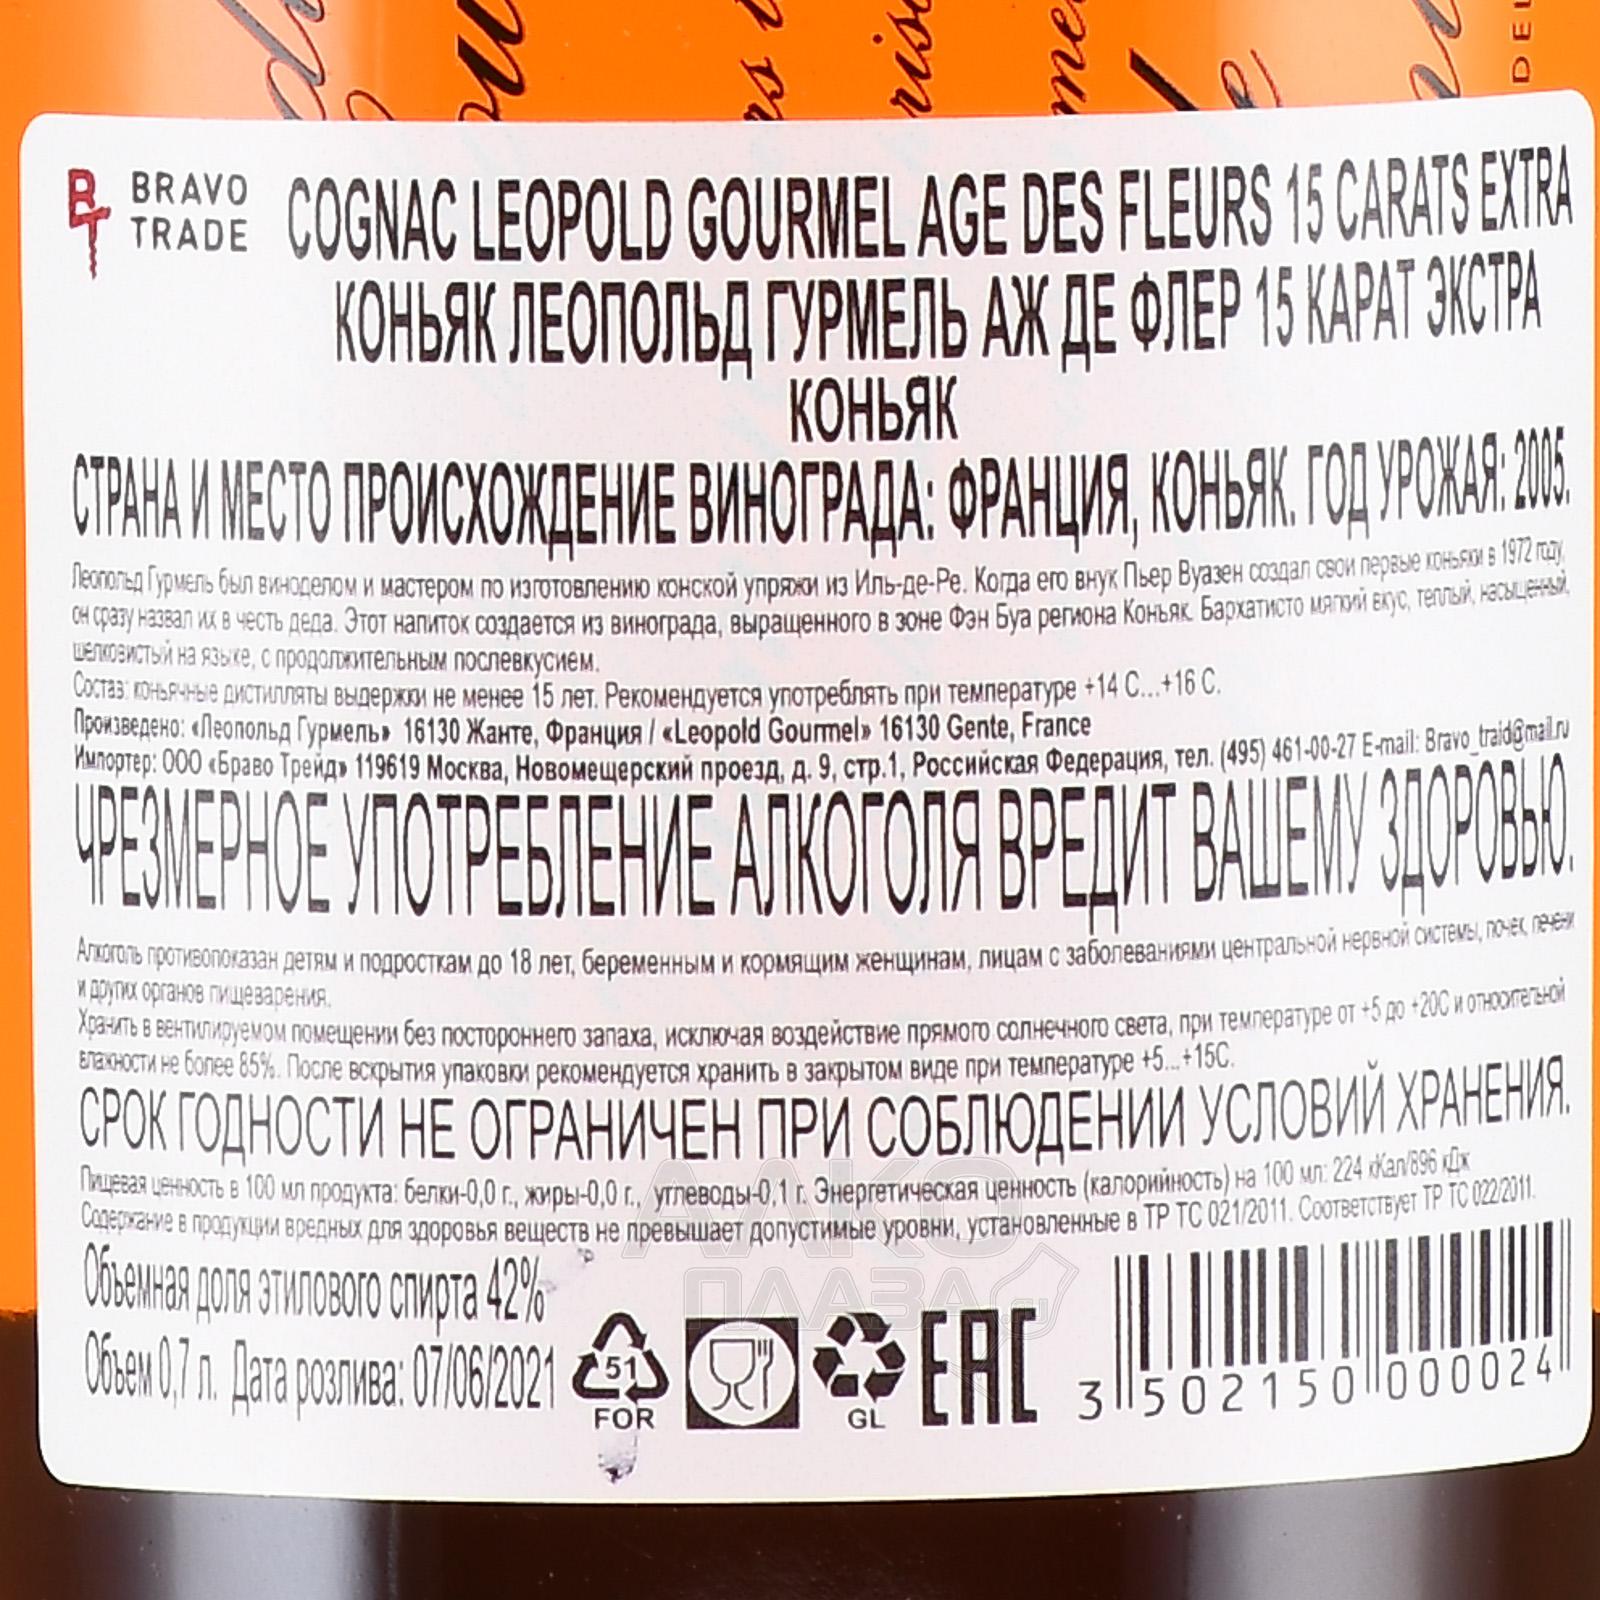 BRAVO
TRADE
COGNAC LEOPOLD GOURMEL AGE DES FLEURS 15 CARATS EXTRA
КОНЬЯК ЛЕОПОЛЬД ГУРМЕЛЬ АЖ ДЕ ФЛЕР 15 КАРАТ ЭКСТРА
КОНЬЯК
СТРАНА И МЕСТО ПРОИСХОЖДЕНИЕ ВИНОГРАДА: ФРАНЦИЯ, КОНЬЯК. ГОД УРОЖАЯ: 2005.
Леопольд Гурмель был виноделом и мастером по изготовлению конской упряжи из Иль-де-Ре. Когда его внук Пьер Вуазен создал свои первые коньяки в 1972 году,
он сразу назвал их в честь деда. Этот напиток создается из винограда, выращенного в зоне Фэн Буа региона Коньяк. Бархатисто мягкий вкус, теплый, насыщенный,
шелковистый на языке, с продолжительным послевкусием.
Состав: коньячные дистилляты выдержки не менее 15 лет. Рекомендуется употреблять при температуре +14 С...+16 С.
Произведено: «Леопольд Гурмель» 16130 Жанте, Франция / «Leopold Gourmel» 16130 Gente, France
Импортер: ООО «Браво Трейд» 119619 Москва, Новомещерский проезд, д. 9, стр.1, Российская Федерация, тел. (495) 461-00-27 E-mail: Bravo_traid@mail.ru
ЧРЕЗМЕРНОЕ УПОТРЕБЛЕНИЕ АЛКОГОЛЯ ВРЕДИТ ВАШЕМУ ЗДОРОВЬЮ.
Алкоголь противопоказан детям и подросткам до 18 лет, беременным и кормящим женщинам, лицам с заболеваниями центральной нервной системы, почек, печени
и других органов пищеварения.
Хранить в вентилируемом помещении без постороннего запаха, исключая воздействие прямого солнечного света, при температуре от +5 до +20С и относительной
влажности не более 85%. После вскрытия упаковки рекомендуется хранить в закрытом виде при температуре +5...+15С.
СРОК ГОДНОСТИ НЕ ОГРАНИЧЕН ПРИ СОБЛЮДЕНИИ УСЛОВИЙ ХРАНЕНИЯ.
Пищевая ценность в 100 мл продукта: белки-0,0 г., жиры-0,0 г., углеводы-0,1 г. Энергетическая ценность (калорийность) на 100 мл: 224 кКал/896 кДж
Содержание в продукции вредных для здоровья веществ не превышает допустимые уровни, установленные в ТР ТС 021/2011. Соответствует ТР ТС 022/2011.
Объемная доля этилового спирта 42%
Объем 0,7 л. Дата розлива: 07/06/2021
51
FOR
GL
EAC
3 502150 000024
АЛКО
ПЛАЗА.ru